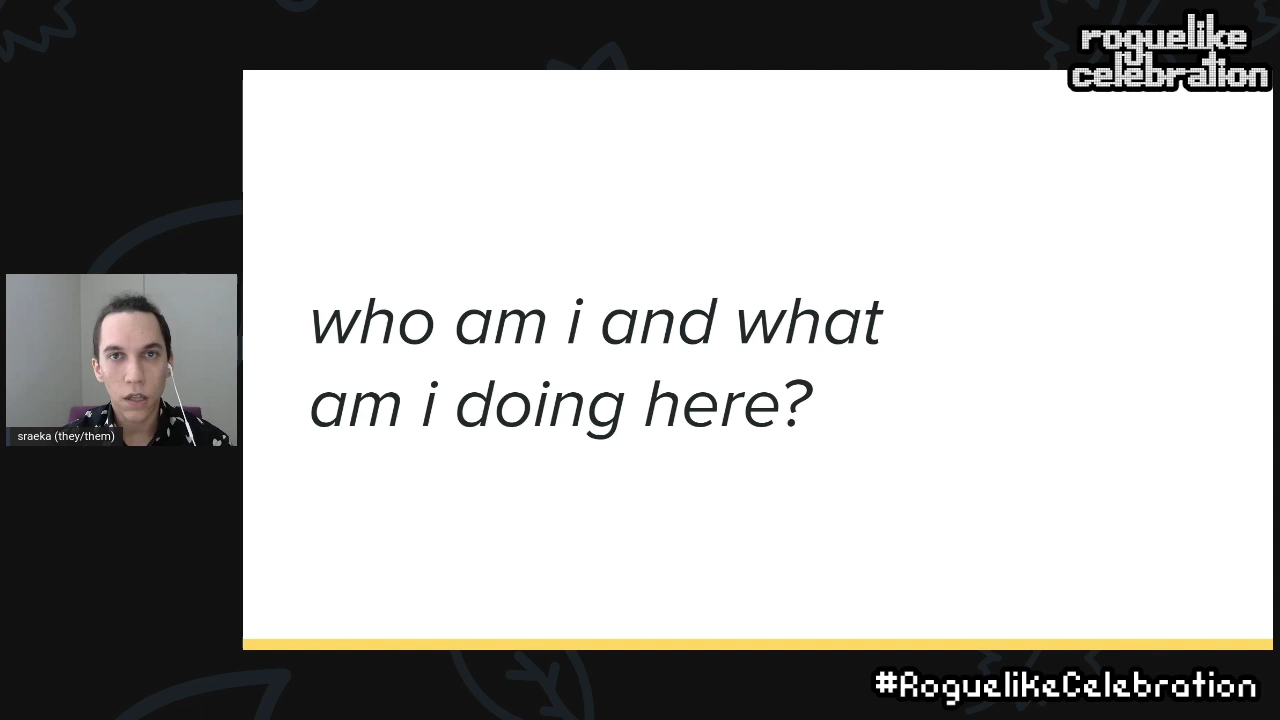 roguelike
celebration
who am i and what
am i doing here?
sraeka (they/them)
#RoguelikeCelebration